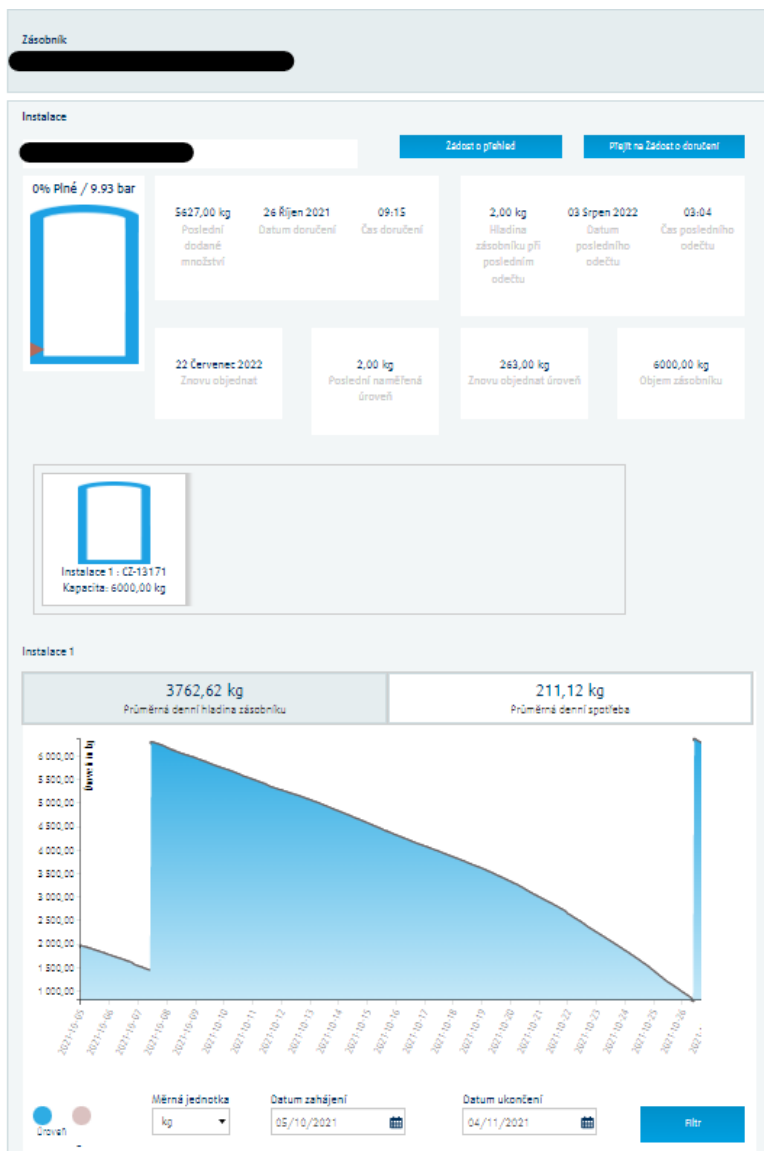 Zásobník
Instalace
Žádost o přehled
Přejít na Žádost o doručení
0% Plné / 9.93 bar
5627,00 kg
Poslední
dodané
množství
26 Říjen 2021
Datum doručení
09:15
Čas doručení
2,00 kg
Hladina
zásobníku při
posledním
odečtu
03 Srpen 2022
Datum
posledního
odečtu
03:04
Čas posledního
odečtu
22 Červenec 2022
Znovu objednat
2,00 kg
Poslední naměřená
úroveň
263,00 kg
Znovu objednat úroveň
6000,00 kg
Objem zásobníku
Instalace 1 : CZ-13171
Kapacita: 6000,00 kg
Instalace 1
3762,62 kg
Průměrná denní hladina zásobníku
211,12 kg
Průměrná denní spotřeba
Úroveň in kg
6 000,00
5 500,00
5 000,00
4 500,00
4 000,00
3 500,00
3 000,00
2 500,00
2 000,00
1 500,00
1 000,00
2021-10-05
2021-10-06
2021-10-07
2021-10-08
2021-10-09
2021-10-10
2021-10-11
2021-10-12
2021-10-13
2021-10-14
2021-10-15
2021-10-16
2021-10-17
2021-10-18
2021-10-19
2021-10-20
2021-10-21
2021-10-22
2021-10-23
2021-10-24
2021-10-25
2021-10-26
2021-
Úroveň
Měrná jednotka
kg
Datum zahájení
05/10/2021
Datum ukončení
04/11/2021
Filtr